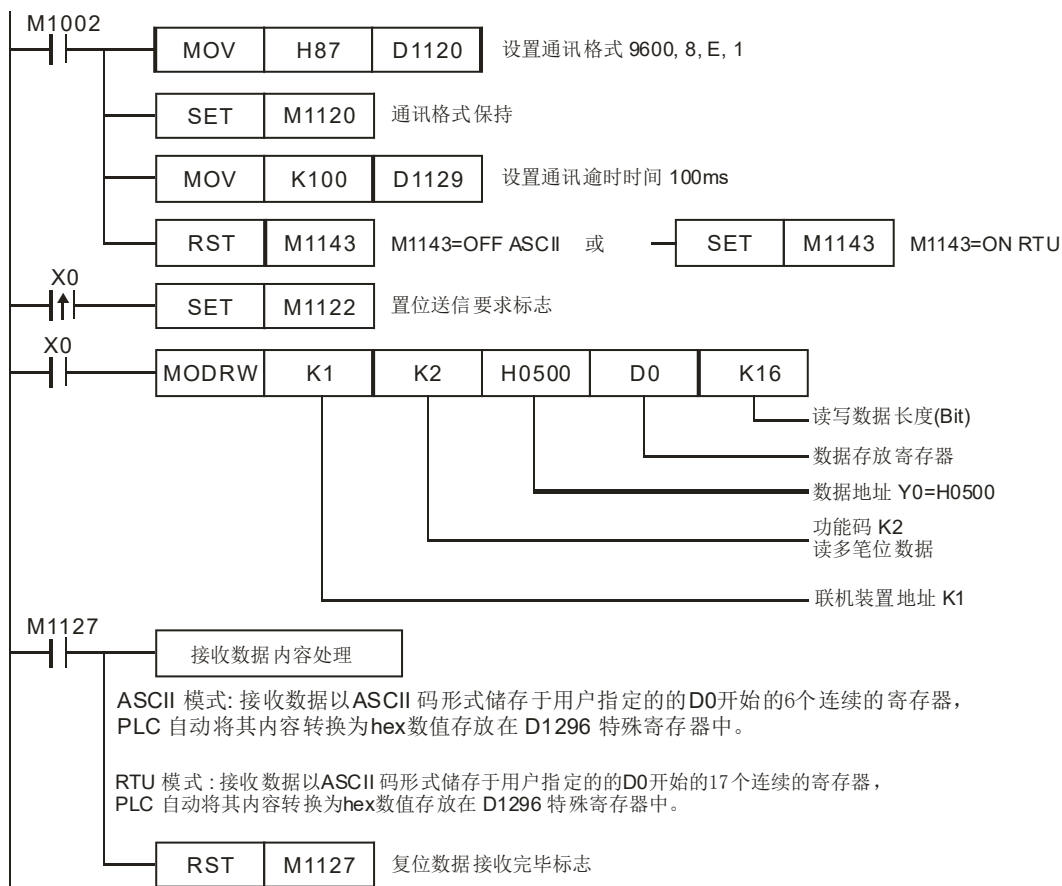 M1002
MOV H87 D1120 设置通讯格式 9600, 8, E, 1
SET M1120 通讯格式保持
MOV K100 D1129 设置通讯逾时时间 100ms
RST M1143 M1143=OFF ASCII 或 SET M1143 M1143=ON RTU
X0
SET M1122 置位送信要求标志
X0
MODRW K1 K2 H0500 D0 K16
读写数据长度(Bit)
数据存放寄存器
数据地址 Y0=H0500
功能码 K2
读多笔位数据
联机装置地址 K1
M1127
接收数据内容处理
ASCII 模式: 接收数据以ASCII 码形式储存于用户指定的的D0开始的6个连续的寄存器，
PLC 自动将其内容转换为hex数值存放在 D1296 特殊寄存器中。
RTU 模式 : 接收数据以ASCII 码形式储存于用户指定的的D0开始的17个连续的寄存器，
PLC 自动将其内容转换为hex数值存放在 D1296 特殊寄存器中。
RST M1127 复位数据接收完毕标志